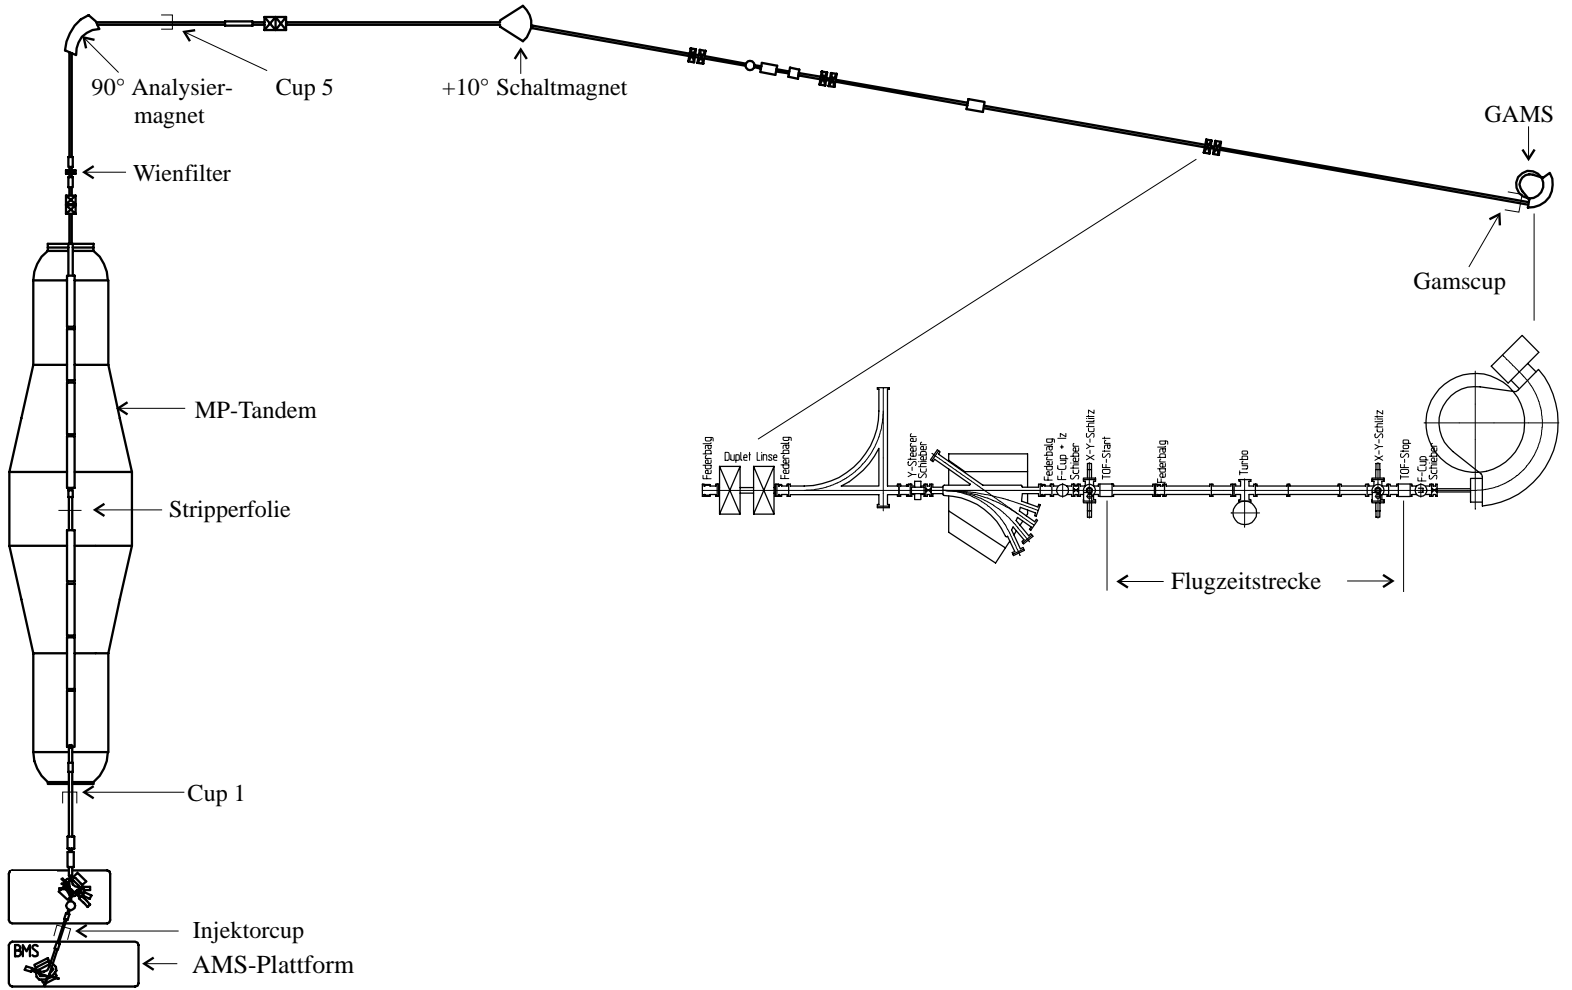 90° Analysier-
magnet
Cup 5
+10° Schaltmagnet
GAMS
Wienfilter
Gamscup
MP-Tandem
Stripperfolie
Federbalg
Duplet Linse
Federbalg
Y-Steerer
Schieber
Federbalg
F-Cup + Iz
Schieber
X-Y-Schlitz
TOF-Start
Federbalg
Turbo
X-Y-Schlitz
TOF-Stop
F-Cup
Schieber
Flugzeitstrecke
Cup 1
Injektorcup
BMS
AMS-Plattform